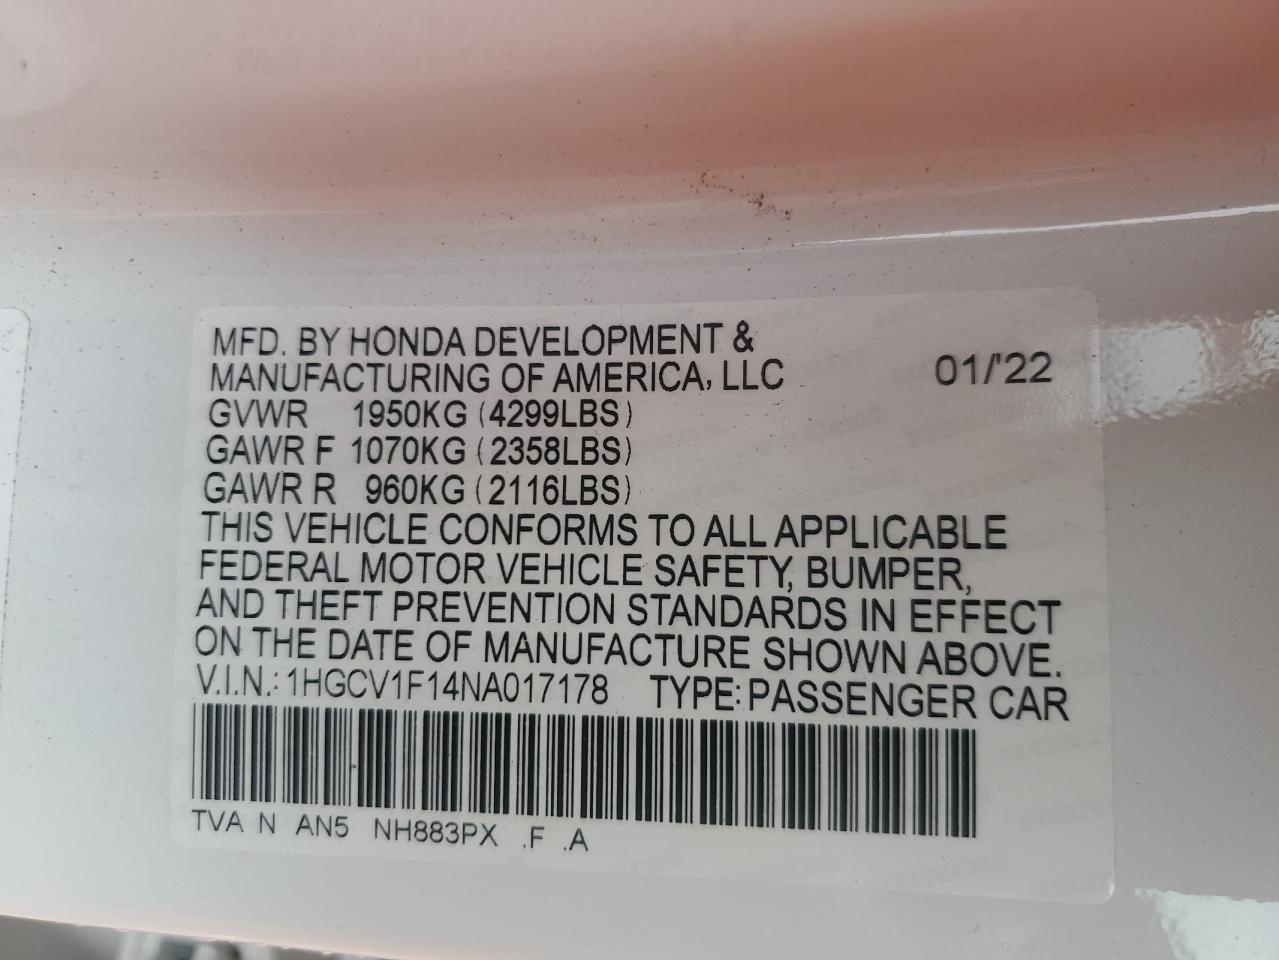 MFD. BY HONDA DEVELOPMENT &
MANUFACTURING OF AMERICA, LLC 01/'22
GVWR 1950KG (4299LBS)
GAWR F 1070KG (2358LBS)
GAWR R 960KG (2116LBS)
THIS VEHICLE CONFORMS TO ALL APPLICABLE
FEDERAL MOTOR VEHICLE SAFETY, BUMPER,
AND THEFT PREVENTION STANDARDS IN EFFECT
ON THE DATE OF MANUFACTURE SHOWN ABOVE.
V.I.N.: 1HGCV1F14NA017178 TYPE: PASSENGER CAR
TVA N AN5 NH883PX .F .A